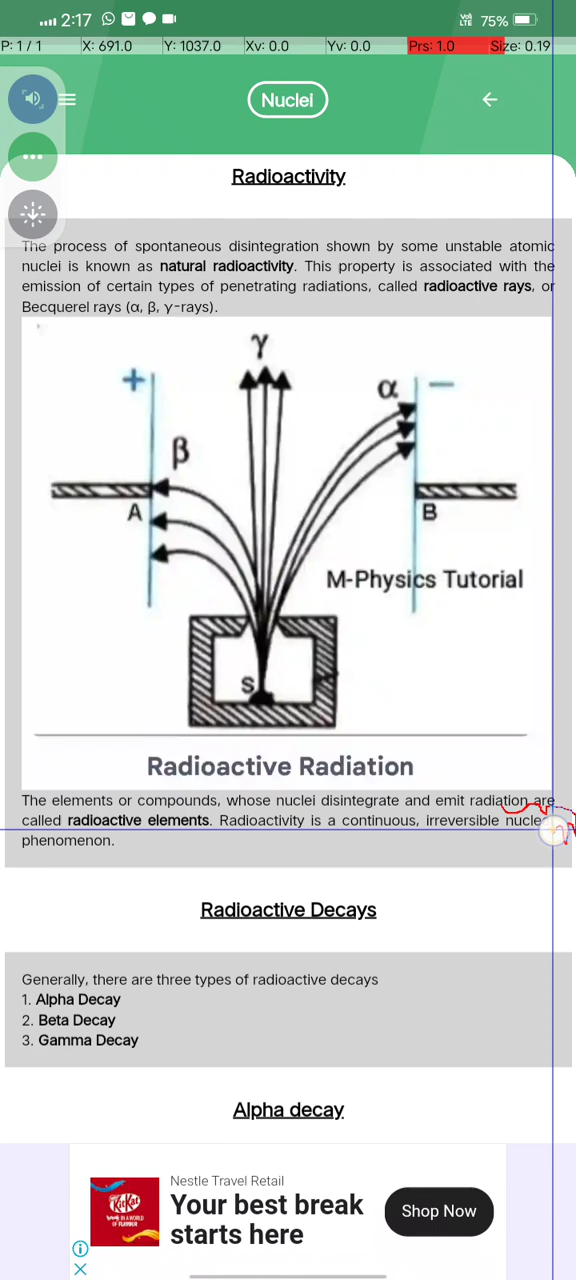 2:17
75%
P: 1 / 1 X: 691.0 Y: 1037.0 Xv: 0.0 Yv: 0.0 Prs: 1.0 Size: 0.19
Nuclei
Radioactivity
The process of spontaneous disintegration shown by some unstable atomic
nuclei is known as natural radioactivity. This property is associated with the
emission of certain types of penetrating radiations, called radioactive rays, or
Becquerel rays (α, β, γ-rays).
γ
+
α
−
β
A
B
M-Physics Tutorial
S
Radioactive Radiation
The elements or compounds, whose nuclei disintegrate and emit radiation are
called radioactive elements. Radioactivity is a continuous, irreversible
phenomenon.
Radioactive Decays
Generally, there are three types of radioactive decays
1. Alpha Decay
2. Beta Decay
3. Gamma Decay
Alpha decay
Nestle Travel Retail
KitKat
Your best break
starts here
Shop Now